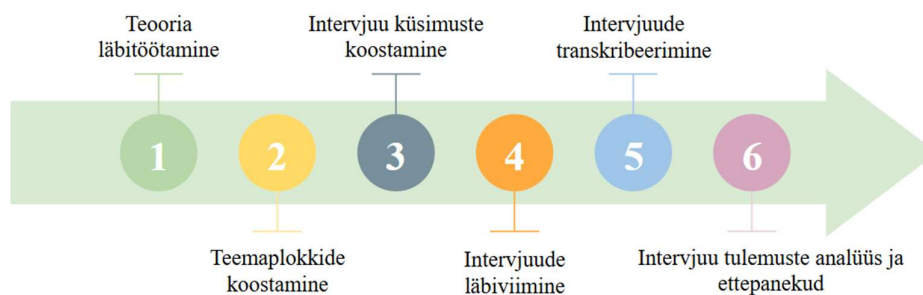 Teooria
läbitöötamine
Intervjuu küsimuste
koostamine
Intervjuude
transkribeerimine
1
2
3
4
5
6
Teemaplokkide
koostamine
Intervjuude
läbiviimine
Intervjuu tulemuste analüüs ja
ettepanekud